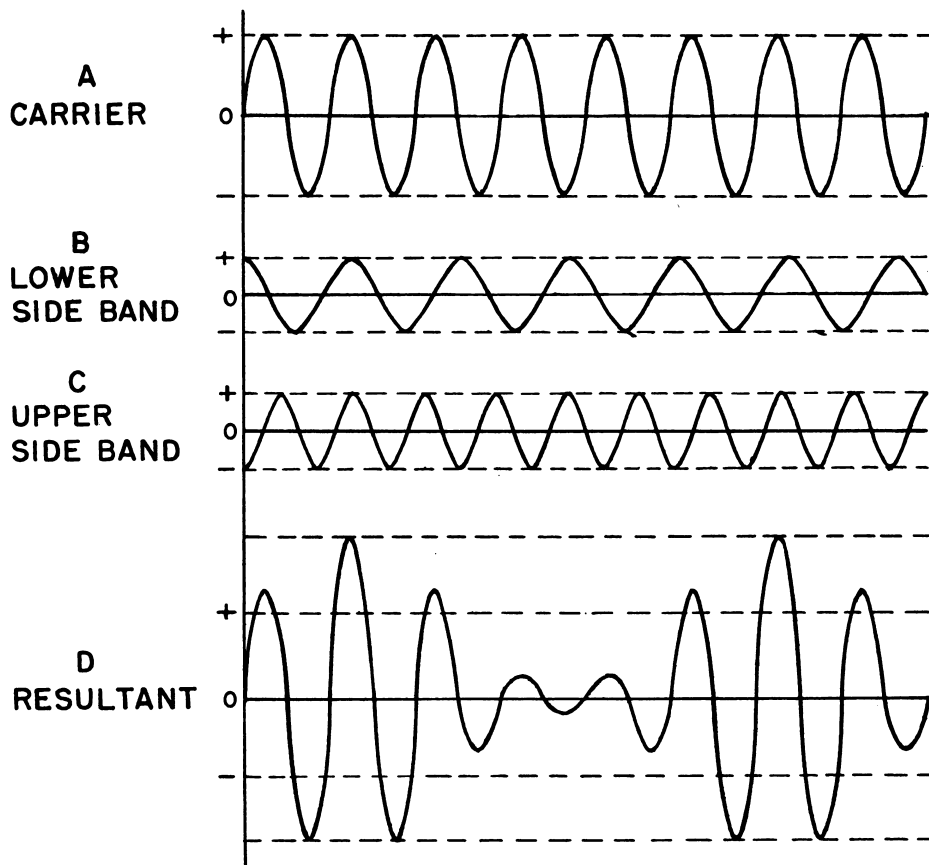 A
CARRIER
+
0
−
B
LOWER
SIDE BAND
+
0
−
C
UPPER
SIDE BAND
+
0
−
D
RESULTANT
+
0
−